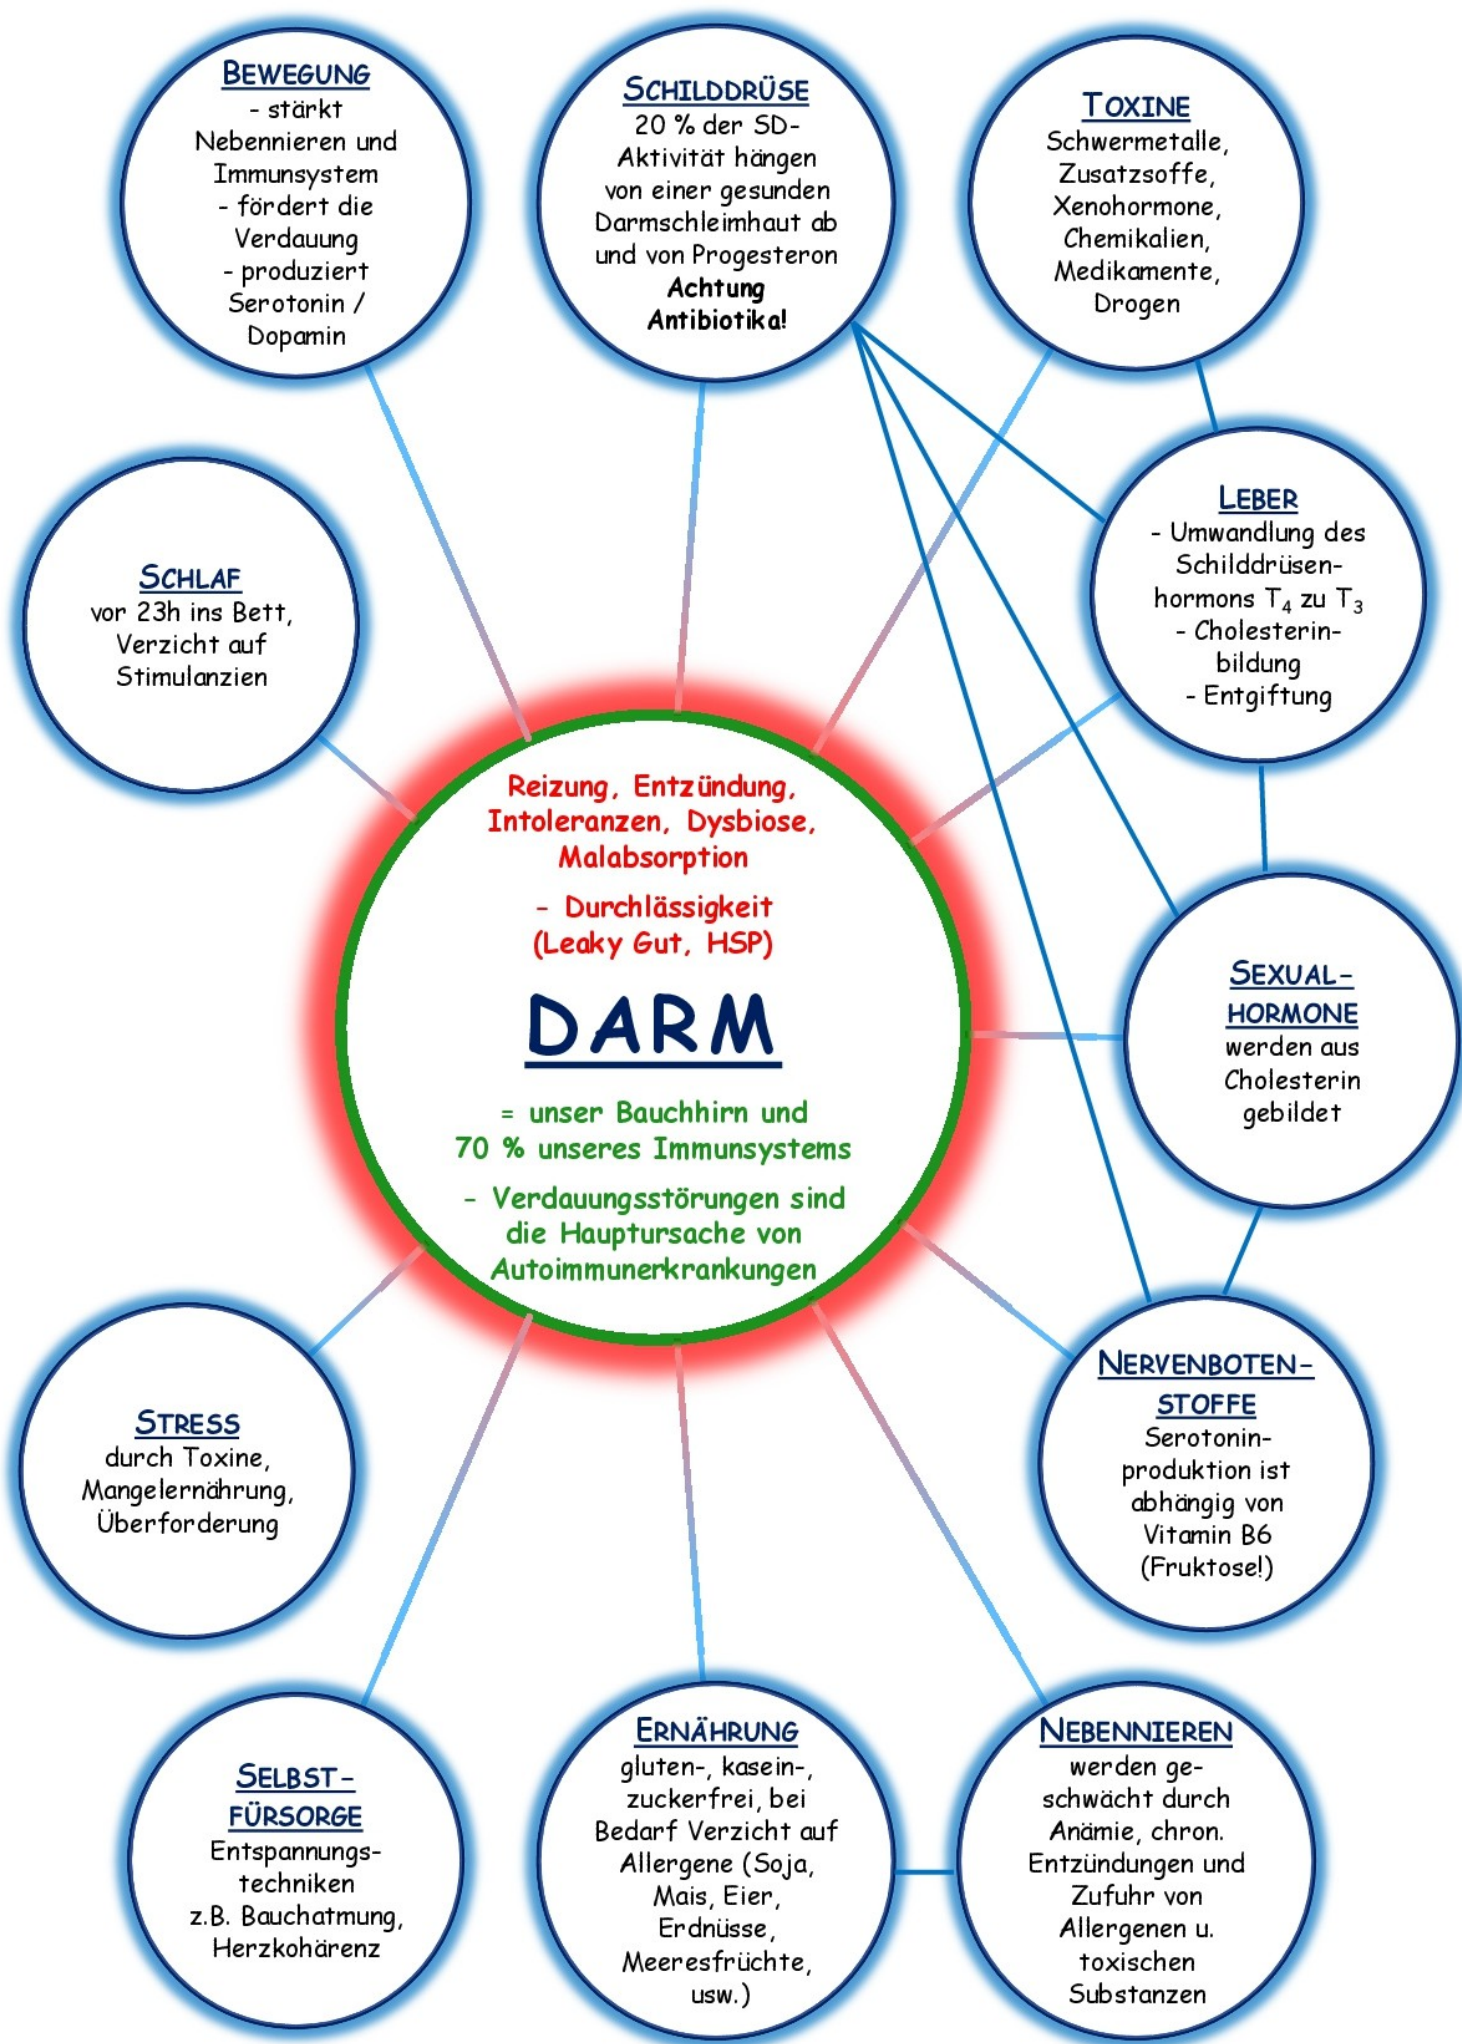 BEWEGUNG
- stärkt
Nebennieren und
Immunsystem
- fördert die
Verdauung
- produziert
Serotonin /
Dopamin
SCHILDDRÜSE
20 % der SD-
Aktivität hängen
von einer gesunden
Darmschleimhaut ab
und von Progesteron
Achtung
Antibiotika!
TOXINE
Schwermetalle,
Zusatzsoffe,
Xenohormone,
Chemikalien,
Medikamente,
Drogen
LEBER
- Umwandlung des
Schilddrüsen-
hormons T₄ zu T₃
- Cholesterin-
bildung
- Entgiftung
SCHLAF
vor 23h ins Bett,
Verzicht auf
Stimulanzien
Reizung, Entzündung,
Intoleranzen, Dysbiose,
Malabsorption
- Durchlässigkeit
(Leaky Gut, HSP)
DARM
= unser Bauchhirn und
70 % unseres Immunsystems
- Verdauungsstörungen sind
die Hauptursache von
Autoimmunerkrankungen
SEXUAL-
HORMONE
werden aus
Cholesterin
gebildet
NERVENBOTEN-
STOFFE
Serotonin-
produktion ist
abhängig von
Vitamin B6
(Fruktose!)
STRESS
durch Toxine,
Mangelernährung,
Überforderung
SELBST-
FÜRSORGE
Entspannungs-
techniken
z.B. Bauchatmung,
Herzkohärenz
ERNÄHRUNG
gluten-, kasein-,
zuckerfrei, bei
Bedarf Verzicht auf
Allergene (Soja,
Mais, Eier,
Erdnüsse,
Meeresfrüchte,
usw.)
NEBENNIEREN
werden ge-
schwächt durch
Anämie, chron.
Entzündungen und
Zufuhr von
Allergenen u.
toxischen
Substanzen